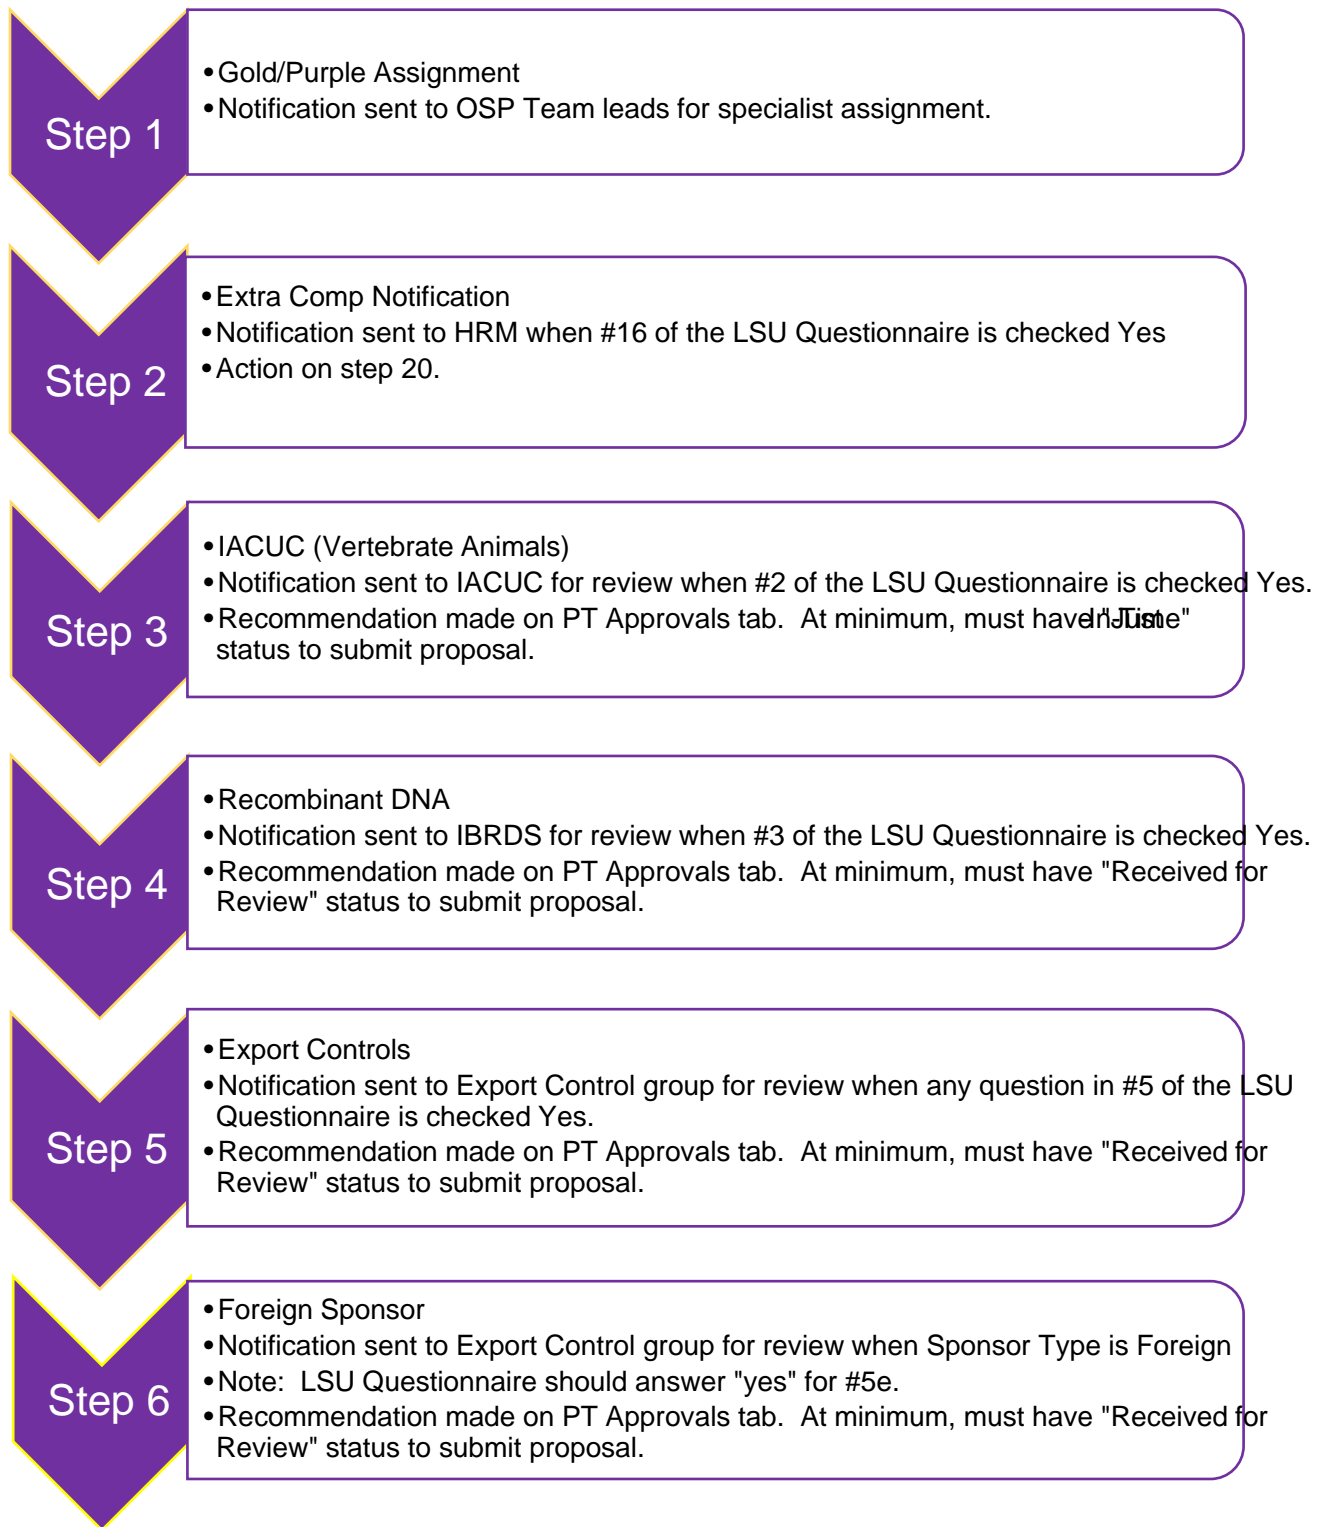 Step 1
•Gold/Purple Assignment
•Notification sent to OSP Team leads for specialist assignment.
Step 2
•Extra Comp Notification
•Notification sent to HRM when #16 of the LSU Questionnaire is checked Yes
•Action on step 20.
Step 3
•IACUC (Vertebrate Animals)
•Notification sent to IACUC for review when #2 of the LSU Questionnaire is checked Yes.
•Recommendation made on PT Approvals tab.  At minimum, must have
status to submit proposal.
Step 4
•Recombinant DNA
•Notification sent to IBRDS for review when #3 of the LSU Questionnaire is checked Yes.
•Recommendation made on PT Approvals tab.  At minimum, must have "Received for
Review" status to submit proposal.
Step 5
•Export Controls
•Notification sent to Export Control group for review when any question in #5 of the LSU
Questionnaire is checked Yes.
•Recommendation made on PT Approvals tab.  At minimum, must have "Received for
Review" status to submit proposal.
Step 6
•Foreign Sponsor
•Notification sent to Export Control group for review when Sponsor Type is Foreign
•Note:  LSU Questionnaire should answer "yes" for #5e.
•Recommendation made on PT Approvals tab.  At minimum, must have "Received for
Review" status to submit proposal.